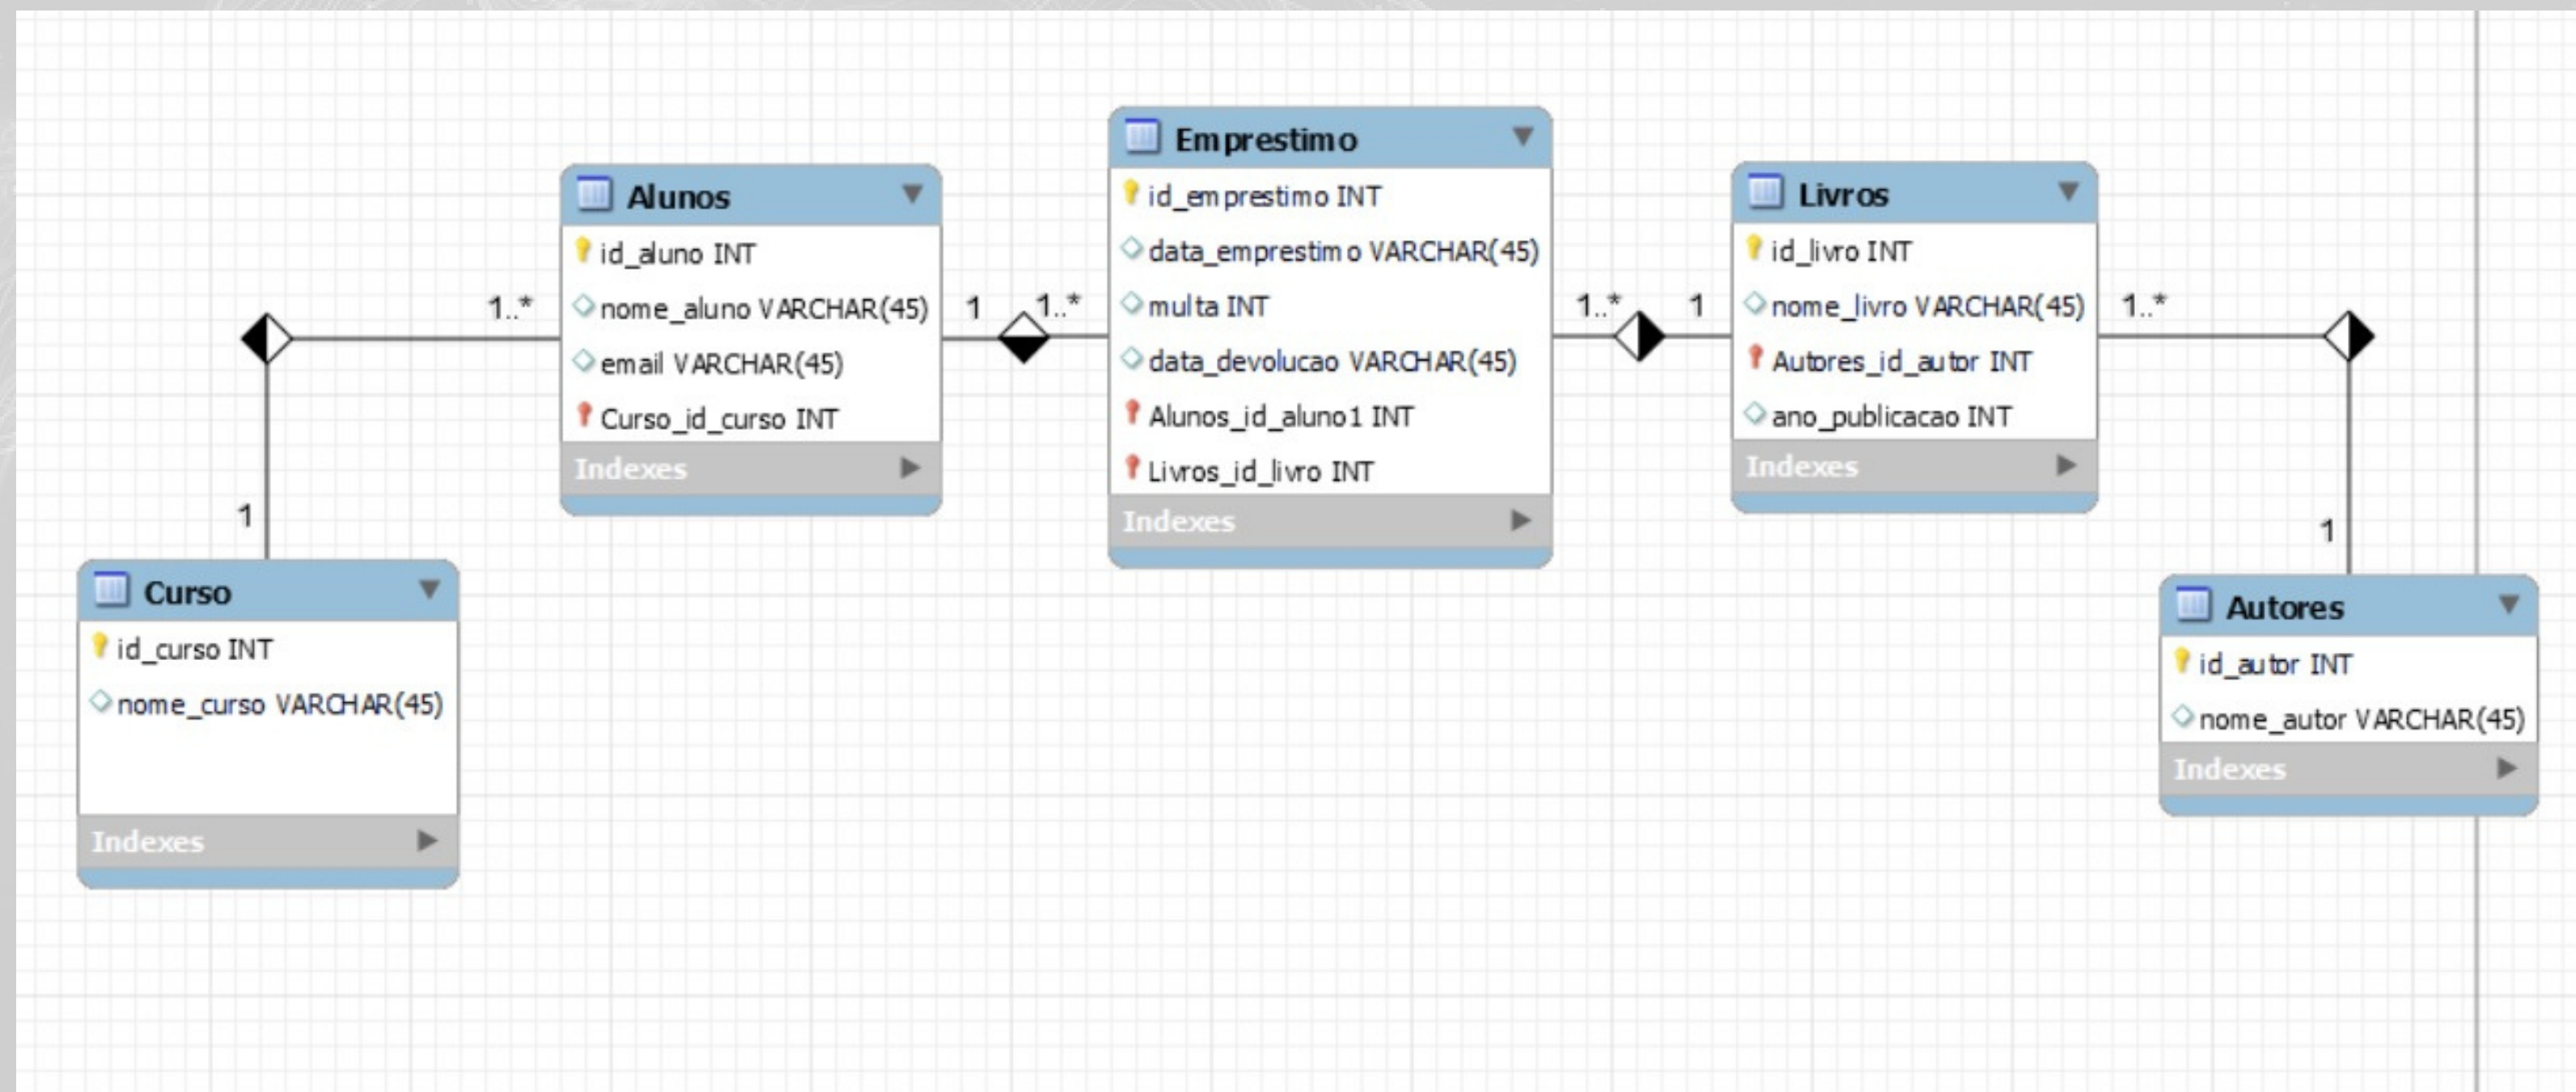 Curso
id_curso INT
nome_curso VARCHAR(45)
Indexes
1
1..*
Alunos
id_aluno INT
nome_aluno VARCHAR(45)
email VARCHAR(45)
Curso_id_curso INT
Indexes
1
1..*
Emprestimo
id_emprestimo INT
data_emprestimo VARCHAR(45)
multa INT
data_devolucao VARCHAR(45)
Alunos_id_aluno1 INT
Livros_id_livro INT
Indexes
1..*
1
Livros
id_livro INT
nome_livro VARCHAR(45)
Autores_id_autor INT
ano_publicacao INT
Indexes
1..*
1
Autores
id_autor INT
nome_autor VARCHAR(45)
Indexes